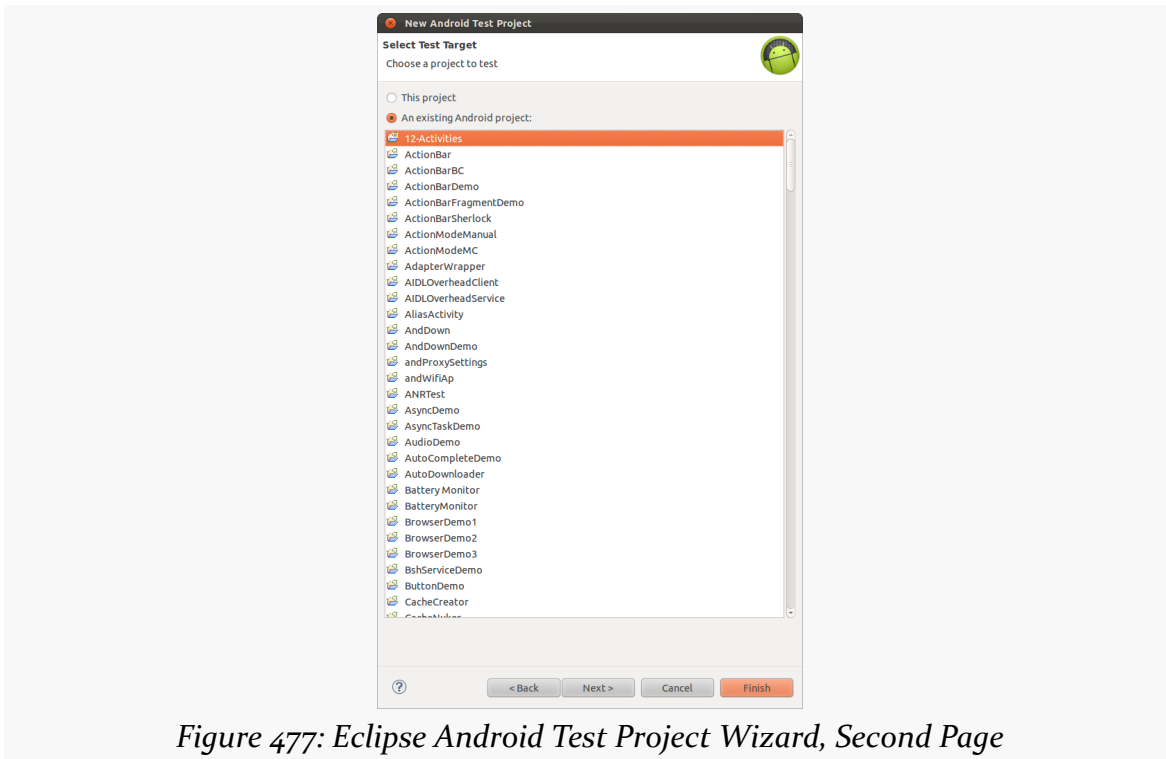 New Android Test Project
Select Test Target
Choose a project to test
This project
An existing Android project:
12-Activities
ActionBar
ActionBarBC
ActionBarDemo
ActionBarFragmentDemo
ActionBarSherlock
ActionModeManual
ActionModeMC
AdapterWrapper
AIDLOverheadClient
AIDLOverheadService
AliasActivity
AndDown
AndDownDemo
andProxySettings
andWifiAp
ANRTest
AsyncDemo
AsyncTaskDemo
AudioDemo
AutoCompleteDemo
AutoDownloader
Battery Monitor
BatteryMonitor
BrowserDemo1
BrowserDemo2
BrowserDemo3
BshServiceDemo
ButtonDemo
CacheCreator
? < Back Next > Cancel Finish
Figure 477: Eclipse Android Test Project Wizard, Second Page